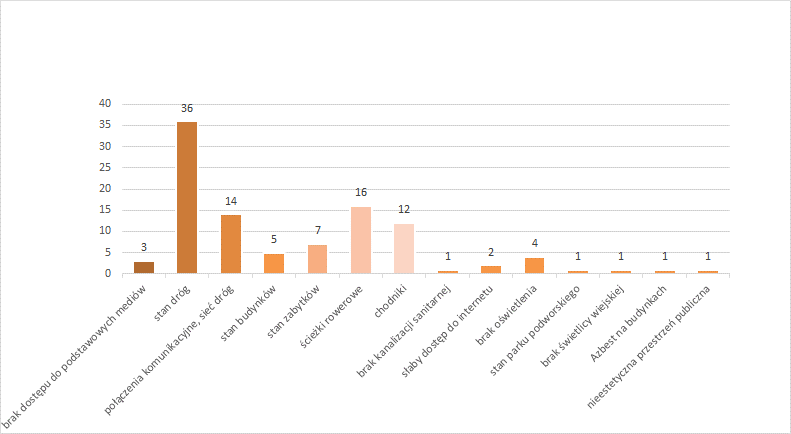 40
35
30
25
20
15
10
5
0
3
36
14
5
7
16
12
1
2
4
1
1
1
1
brak dostępu do podstawowych mediów
stan dróg
połączenia komunikacyjne, sieć dróg
stan budynków
stan zabytków
ścieżki rowerowe
chodniki
brak kanalizacji sanitarnej
słaby dostęp do internetu
brak oświetlenia
stan parku podworskiego
brak świetlicy wiejskiej
Azbest na budynkach
nieestetyczna przestrzeń publiczna